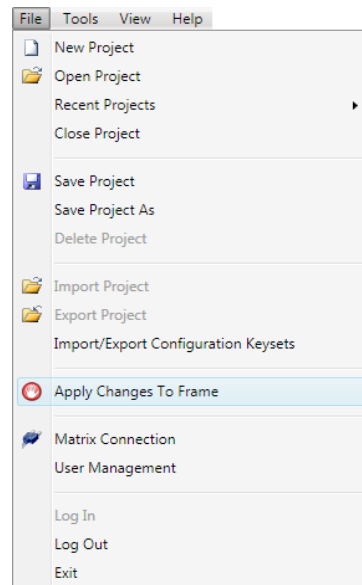 File Tools View Help
New Project
Open Project
Recent Projects
Close Project
Save Project
Save Project As
Delete Project
Import Project
Export Project
Import/Export Configuration Keysets
Apply Changes To Frame
Matrix Connection
User Management
Log In
Log Out
Exit